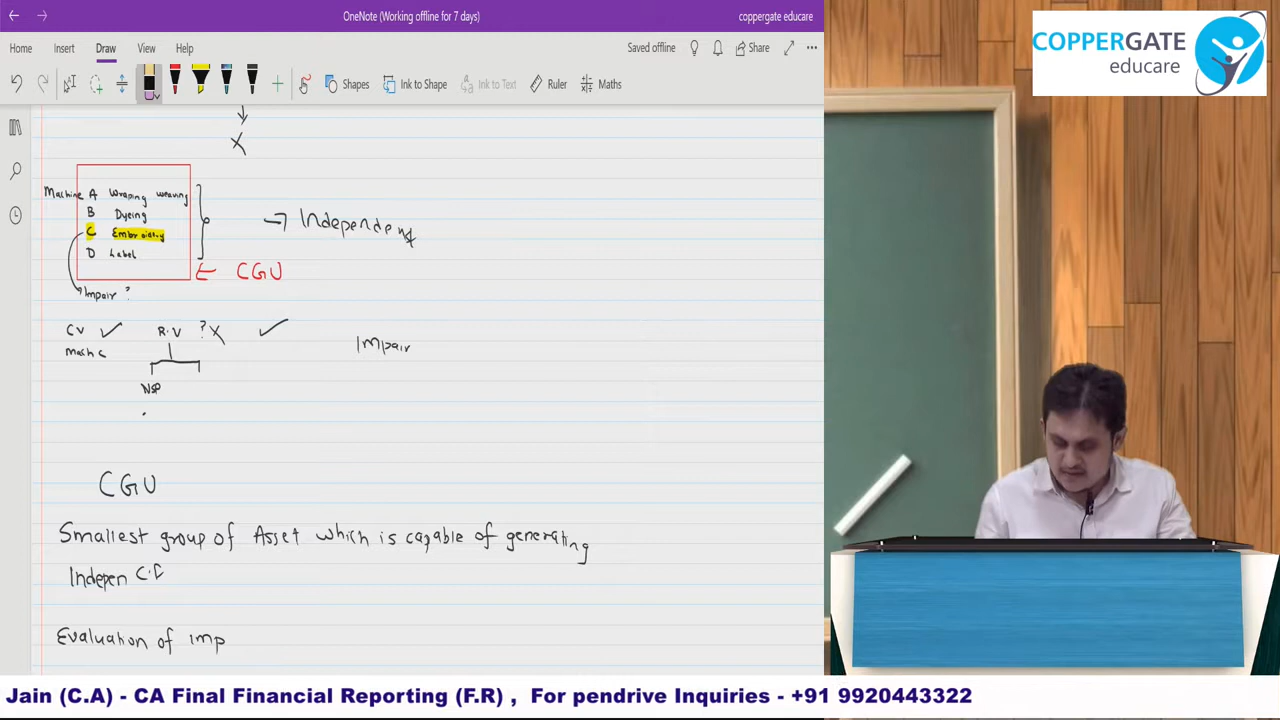 OneNote (Working offline for 7 days)
coppergate educare
Home Insert Draw View Help
Saved offline Share
Shapes Ink to Shape Ink to Text Ruler Maths
COPPERGATE
educare
X
Machine A Wraping weaving
B Dyeing
C Embroidery
D Label
→ Independent
← CGU
Impair ?
CV ✓ R.V ? X ✓
Mach c
Impair
NSP
CGU
Smallest group of Asset which is capable of generating
Indepen C.F
Evaluation of imp
Jain (C.A) - CA Final Financial Reporting (F.R) , For pendrive Inquiries - +91 9920443322